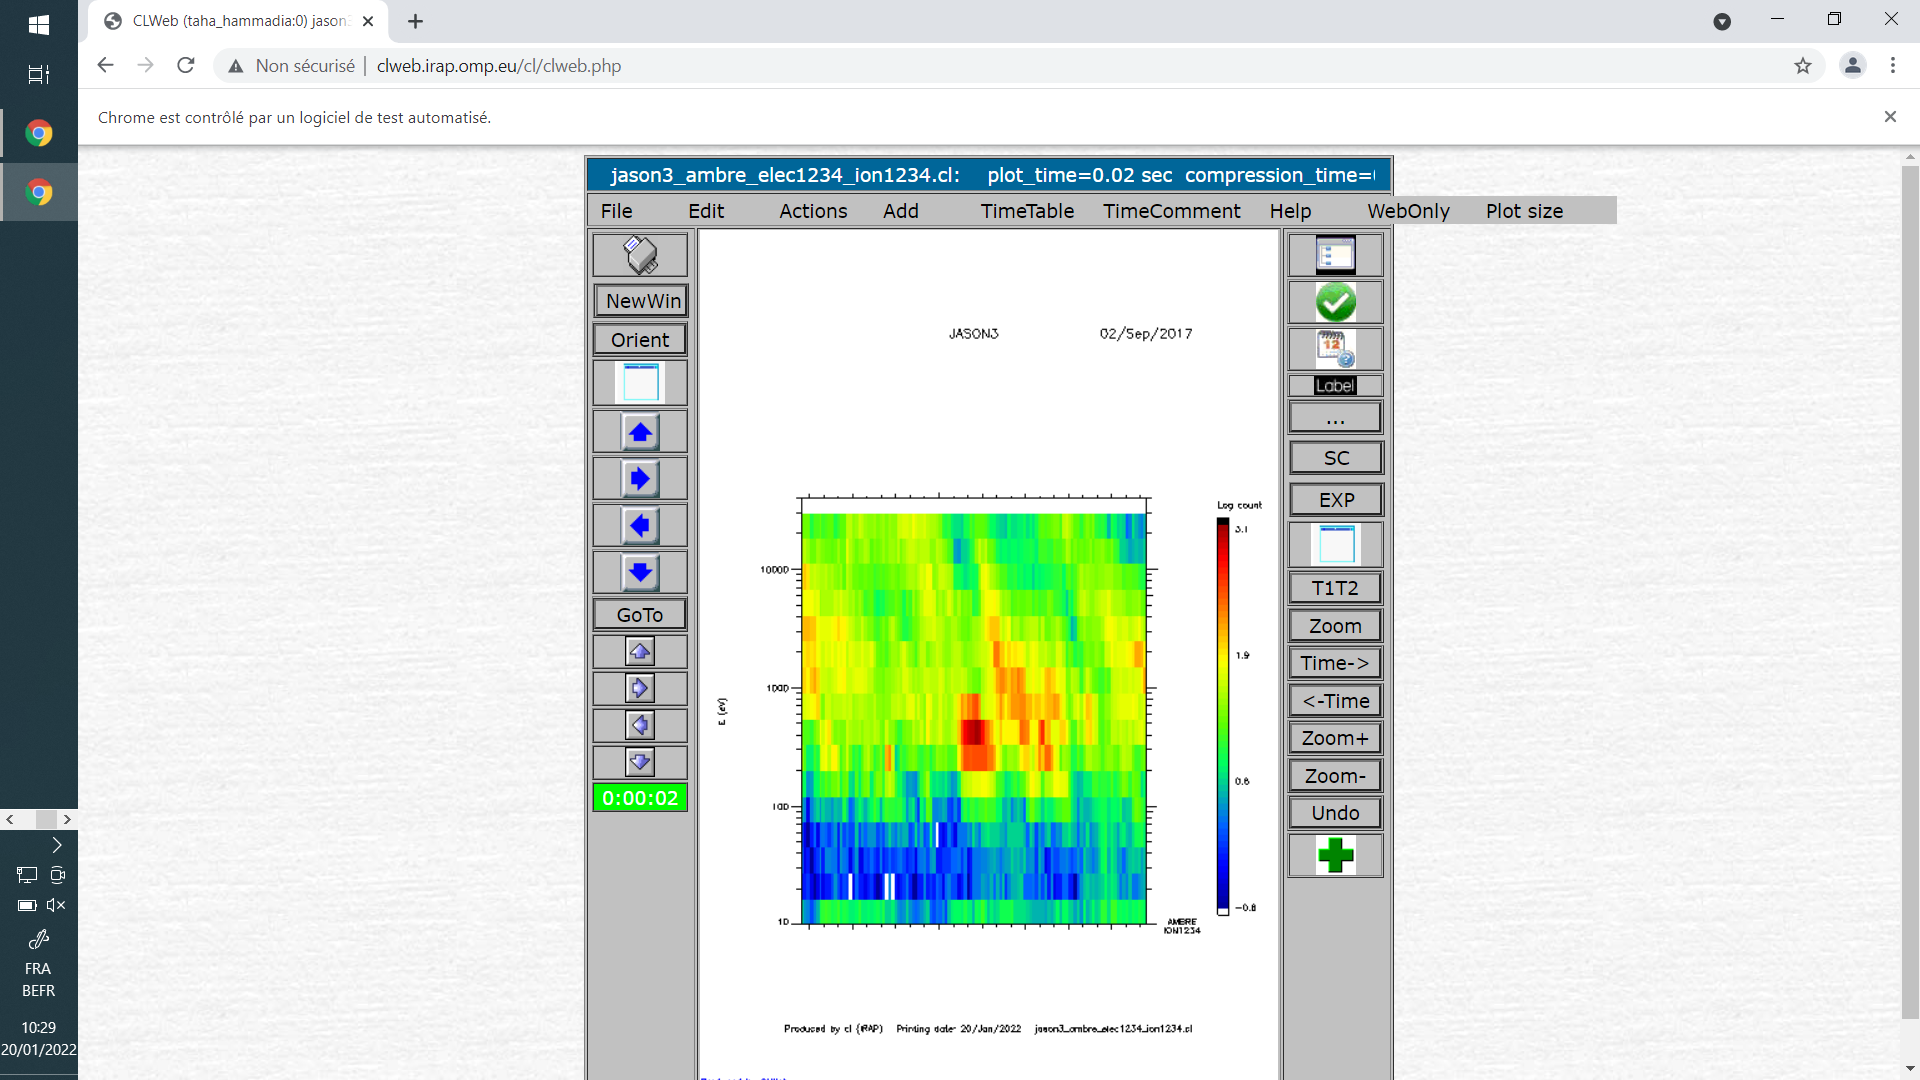 CLWeb (taha_hammadia:0) jason3
Non sécurisé | clweb.irap.omp.eu/cl/clweb.php
Chrome est contrôlé par un logiciel de test automatisé.
jason3_ambre_elec1234_ion1234.cl: plot_time=0.02 sec compression_time=
File Edit Actions Add TimeTable TimeComment Help WebOnly Plot size
NewWin
Orient
GoTo
0:00:02
JASON3 02/Sep/2017
Log count
3.1
1.9
0.6
-0.8
E (eV)
10000
1000
100
10
AMBRE
ION1234
Produced by cl (IRAP) Printing date: 20/Jan/2022 jason3_ambre_elec1234_ion1234.cl
12
Label
...
SC
EXP
T1T2
Zoom
Time->
<-Time
Zoom+
Zoom-
Undo
FRA
BEFR
10:29
20/01/2022